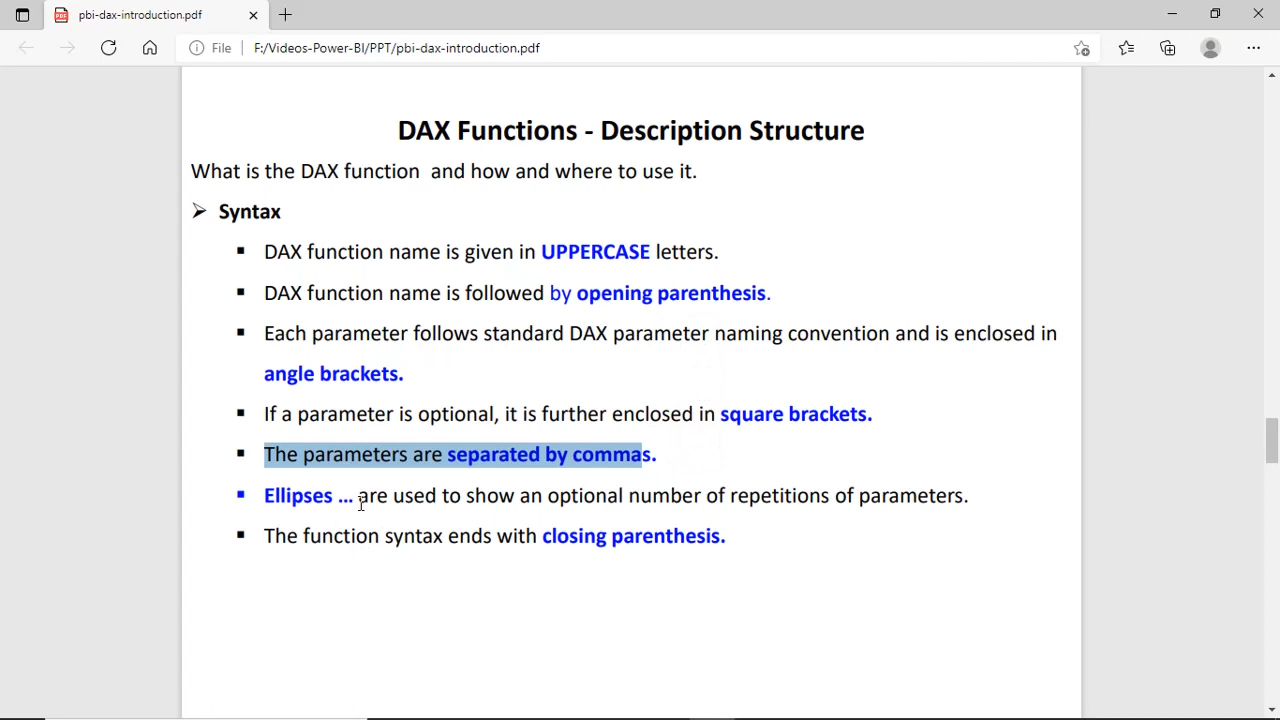 pbi-dax-introduction.pdf
File F:/Videos-Power-BI/PPT/pbi-dax-introduction.pdf
DAX Functions - Description Structure
What is the DAX function and how and where to use it.
➢ Syntax
▪ DAX function name is given in UPPERCASE letters.
▪ DAX function name is followed by opening parenthesis.
▪ Each parameter follows standard DAX parameter naming convention and is enclosed in
angle brackets.
▪ If a parameter is optional, it is further enclosed in square brackets.
▪ The parameters are separated by commas.
▪ Ellipses ... are used to show an optional number of repetitions of parameters.
▪ The function syntax ends with closing parenthesis.